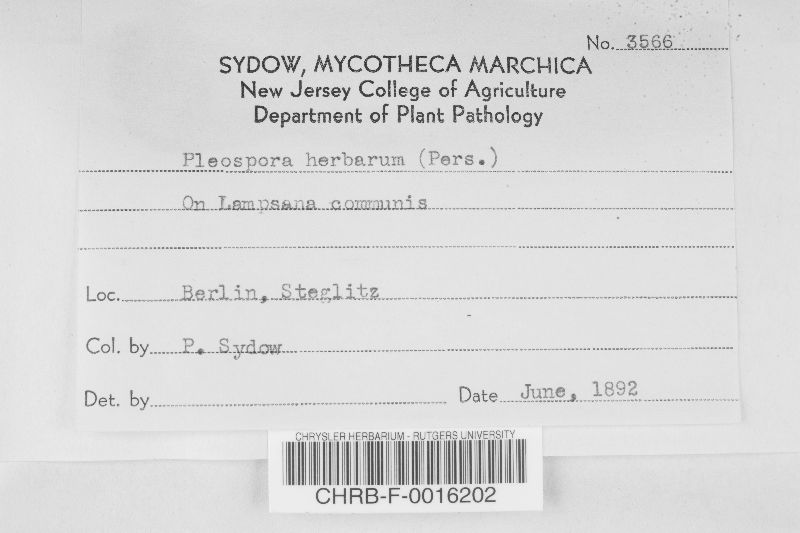 No. 3566
SYDOW, MYCOTHECA MARCHICA
New Jersey College of Agriculture
Department of Plant Pathology
Pleospora herbarum (Pers.)
On Lampsana communis
Loc. Berlin, Steglitz
Col. by P. Sydow
Det. by Date June, 1892
CHRYSLER HERBARIUM - RUTGERS UNIVERSITY
CHRB-F-0016202